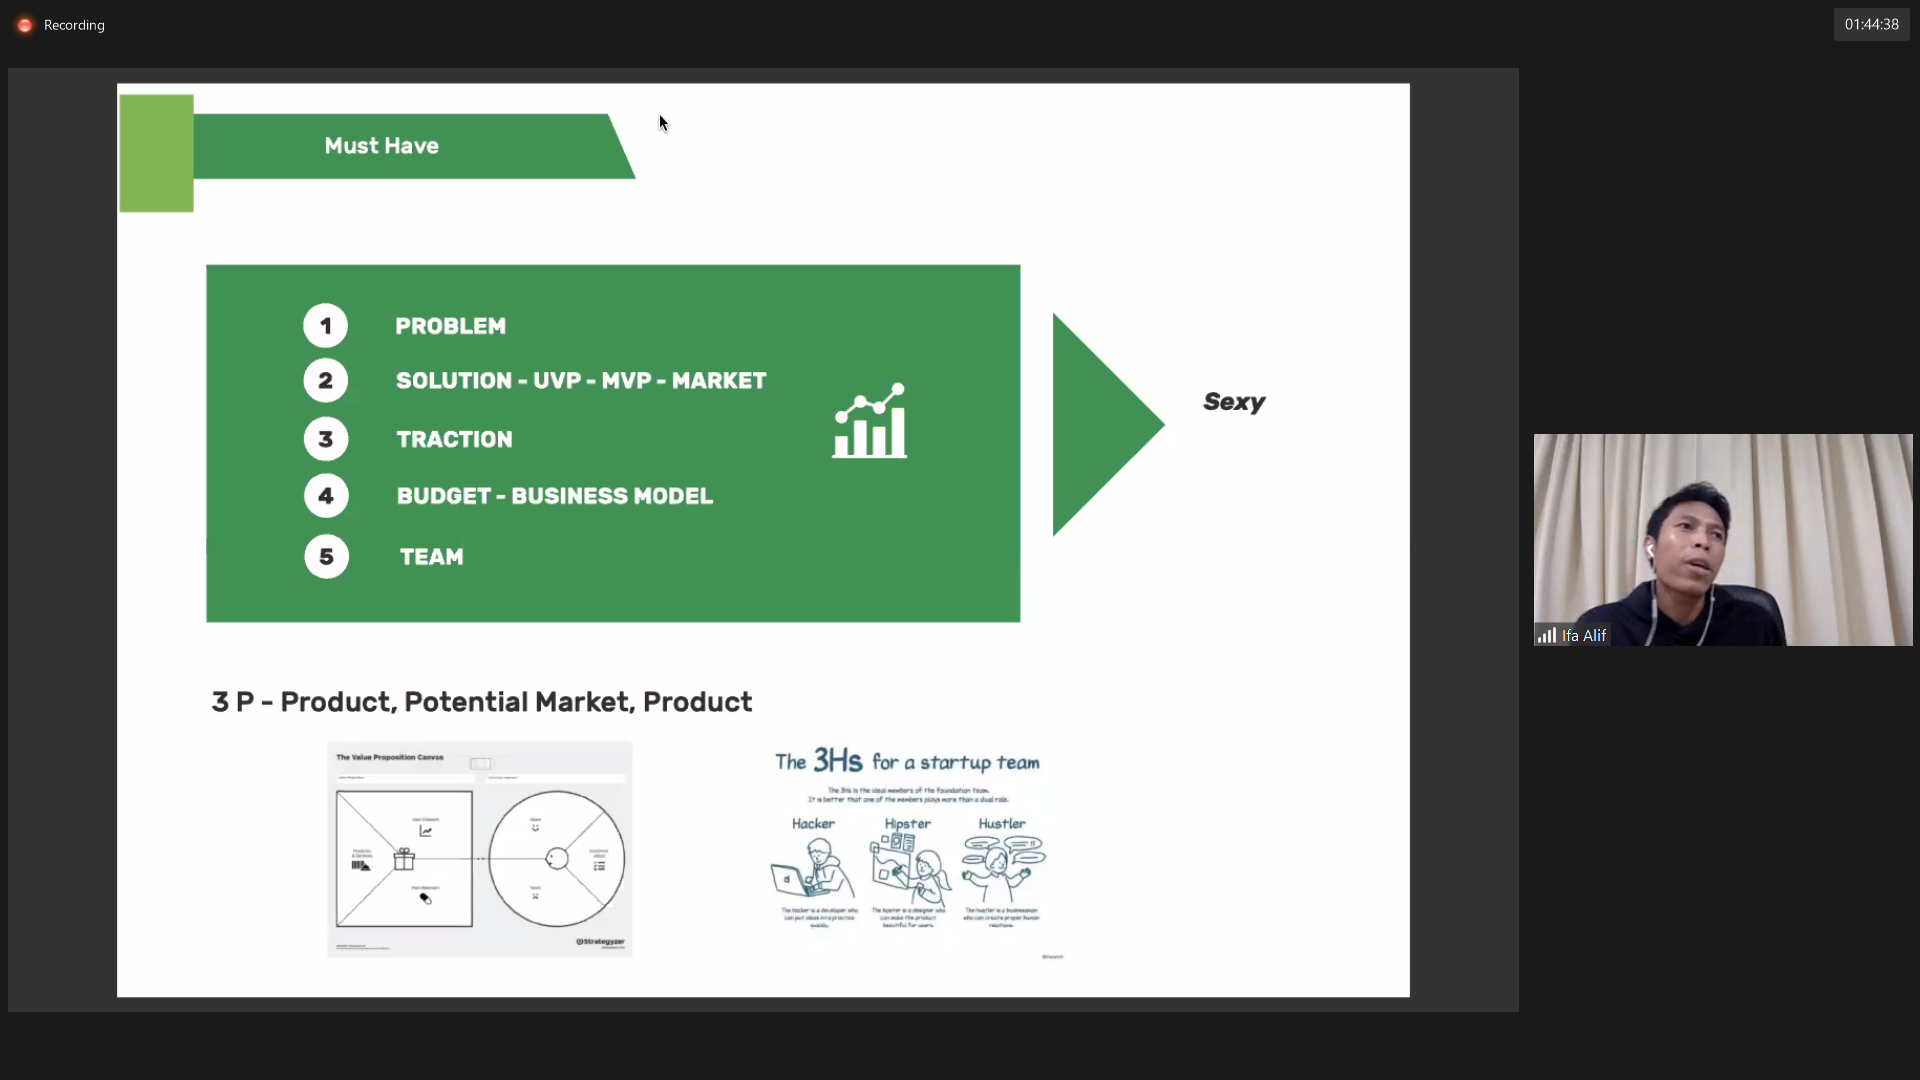 Recording
01:44:38
Must Have
1 PROBLEM
2 SOLUTION - UVP - MVP - MARKET
3 TRACTION
4 BUDGET - BUSINESS MODEL
5 TEAM
Sexy
Ifa Alif
3 P - Product, Potential Market, Product
The Value Proposition Canvas
Strategyzer
The 3Hs for a startup team
The 3Hs is the ideal members of the foundation team.
It is better that one of the members plays more than a dual role.
Hacker
Hipster
Hustler
The hacker is a developer who
can put ideas into practice
quickly.
The hipster is a designer who
can make the product
beautiful for users.
The hustler is a businessman
who can create proper human
relations.